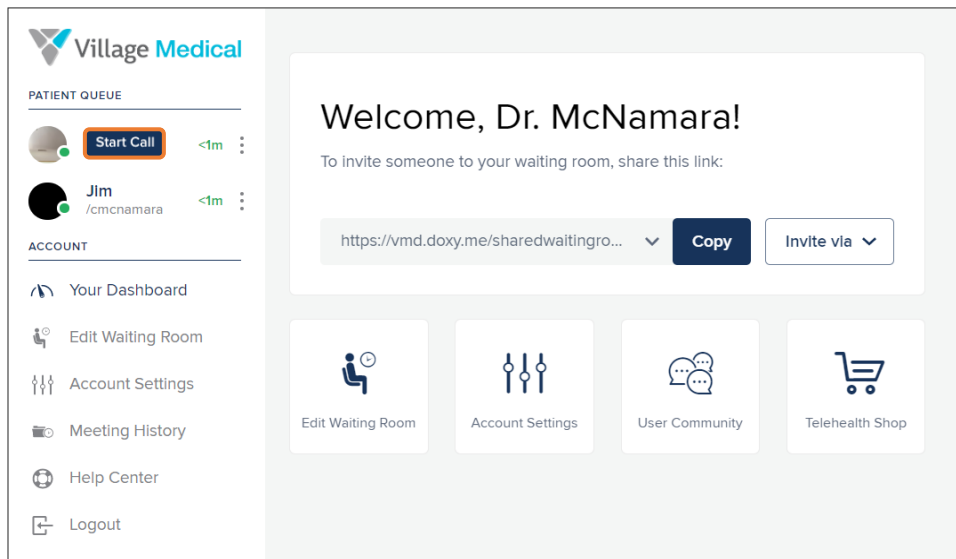 Village Medical
PATIENT QUEUE
Start Call
<1m
Jim
/cmcnamara
<1m
ACCOUNT
Your Dashboard
Edit Waiting Room
Account Settings
Meeting History
Help Center
Logout
Welcome, Dr. McNamara!
To invite someone to your waiting room, share this link:
https://vmd.doxy.me/sharedwaitingro...
Copy
Invite via
Edit Waiting Room
Account Settings
User Community
Telehealth Shop